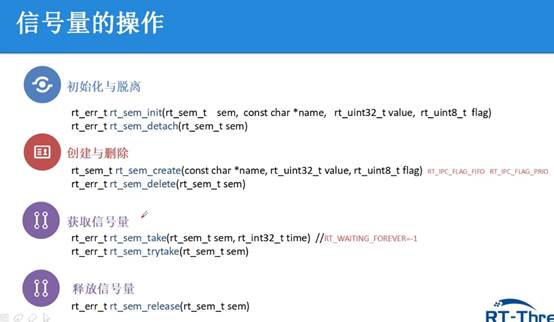 信号量的操作
初始化与脱离
rt_err_t rt_sem_init(rt_sem_t sem, const char *name, rt_uint32_t value, rt_uint8_t flag)
rt_err_t rt_sem_detach(rt_sem_t sem)
创建与删除
rt_sem_t rt_sem_create(const char *name, rt_uint32_t value, rt_uint8_t flag) RT_IPC_FLAG_FIFO RT_IPC_FLAG_PRIO
rt_err_t rt_sem_delete(rt_sem_t sem)
获取信号量
rt_err_t rt_sem_take(rt_sem_t sem, rt_int32_t time) //RT_WAITING_FOREVER=-1
rt_err_t rt_sem_trytake(rt_sem_t sem)
释放信号量
rt_err_t rt_sem_release(rt_sem_t sem)
RT-Thre